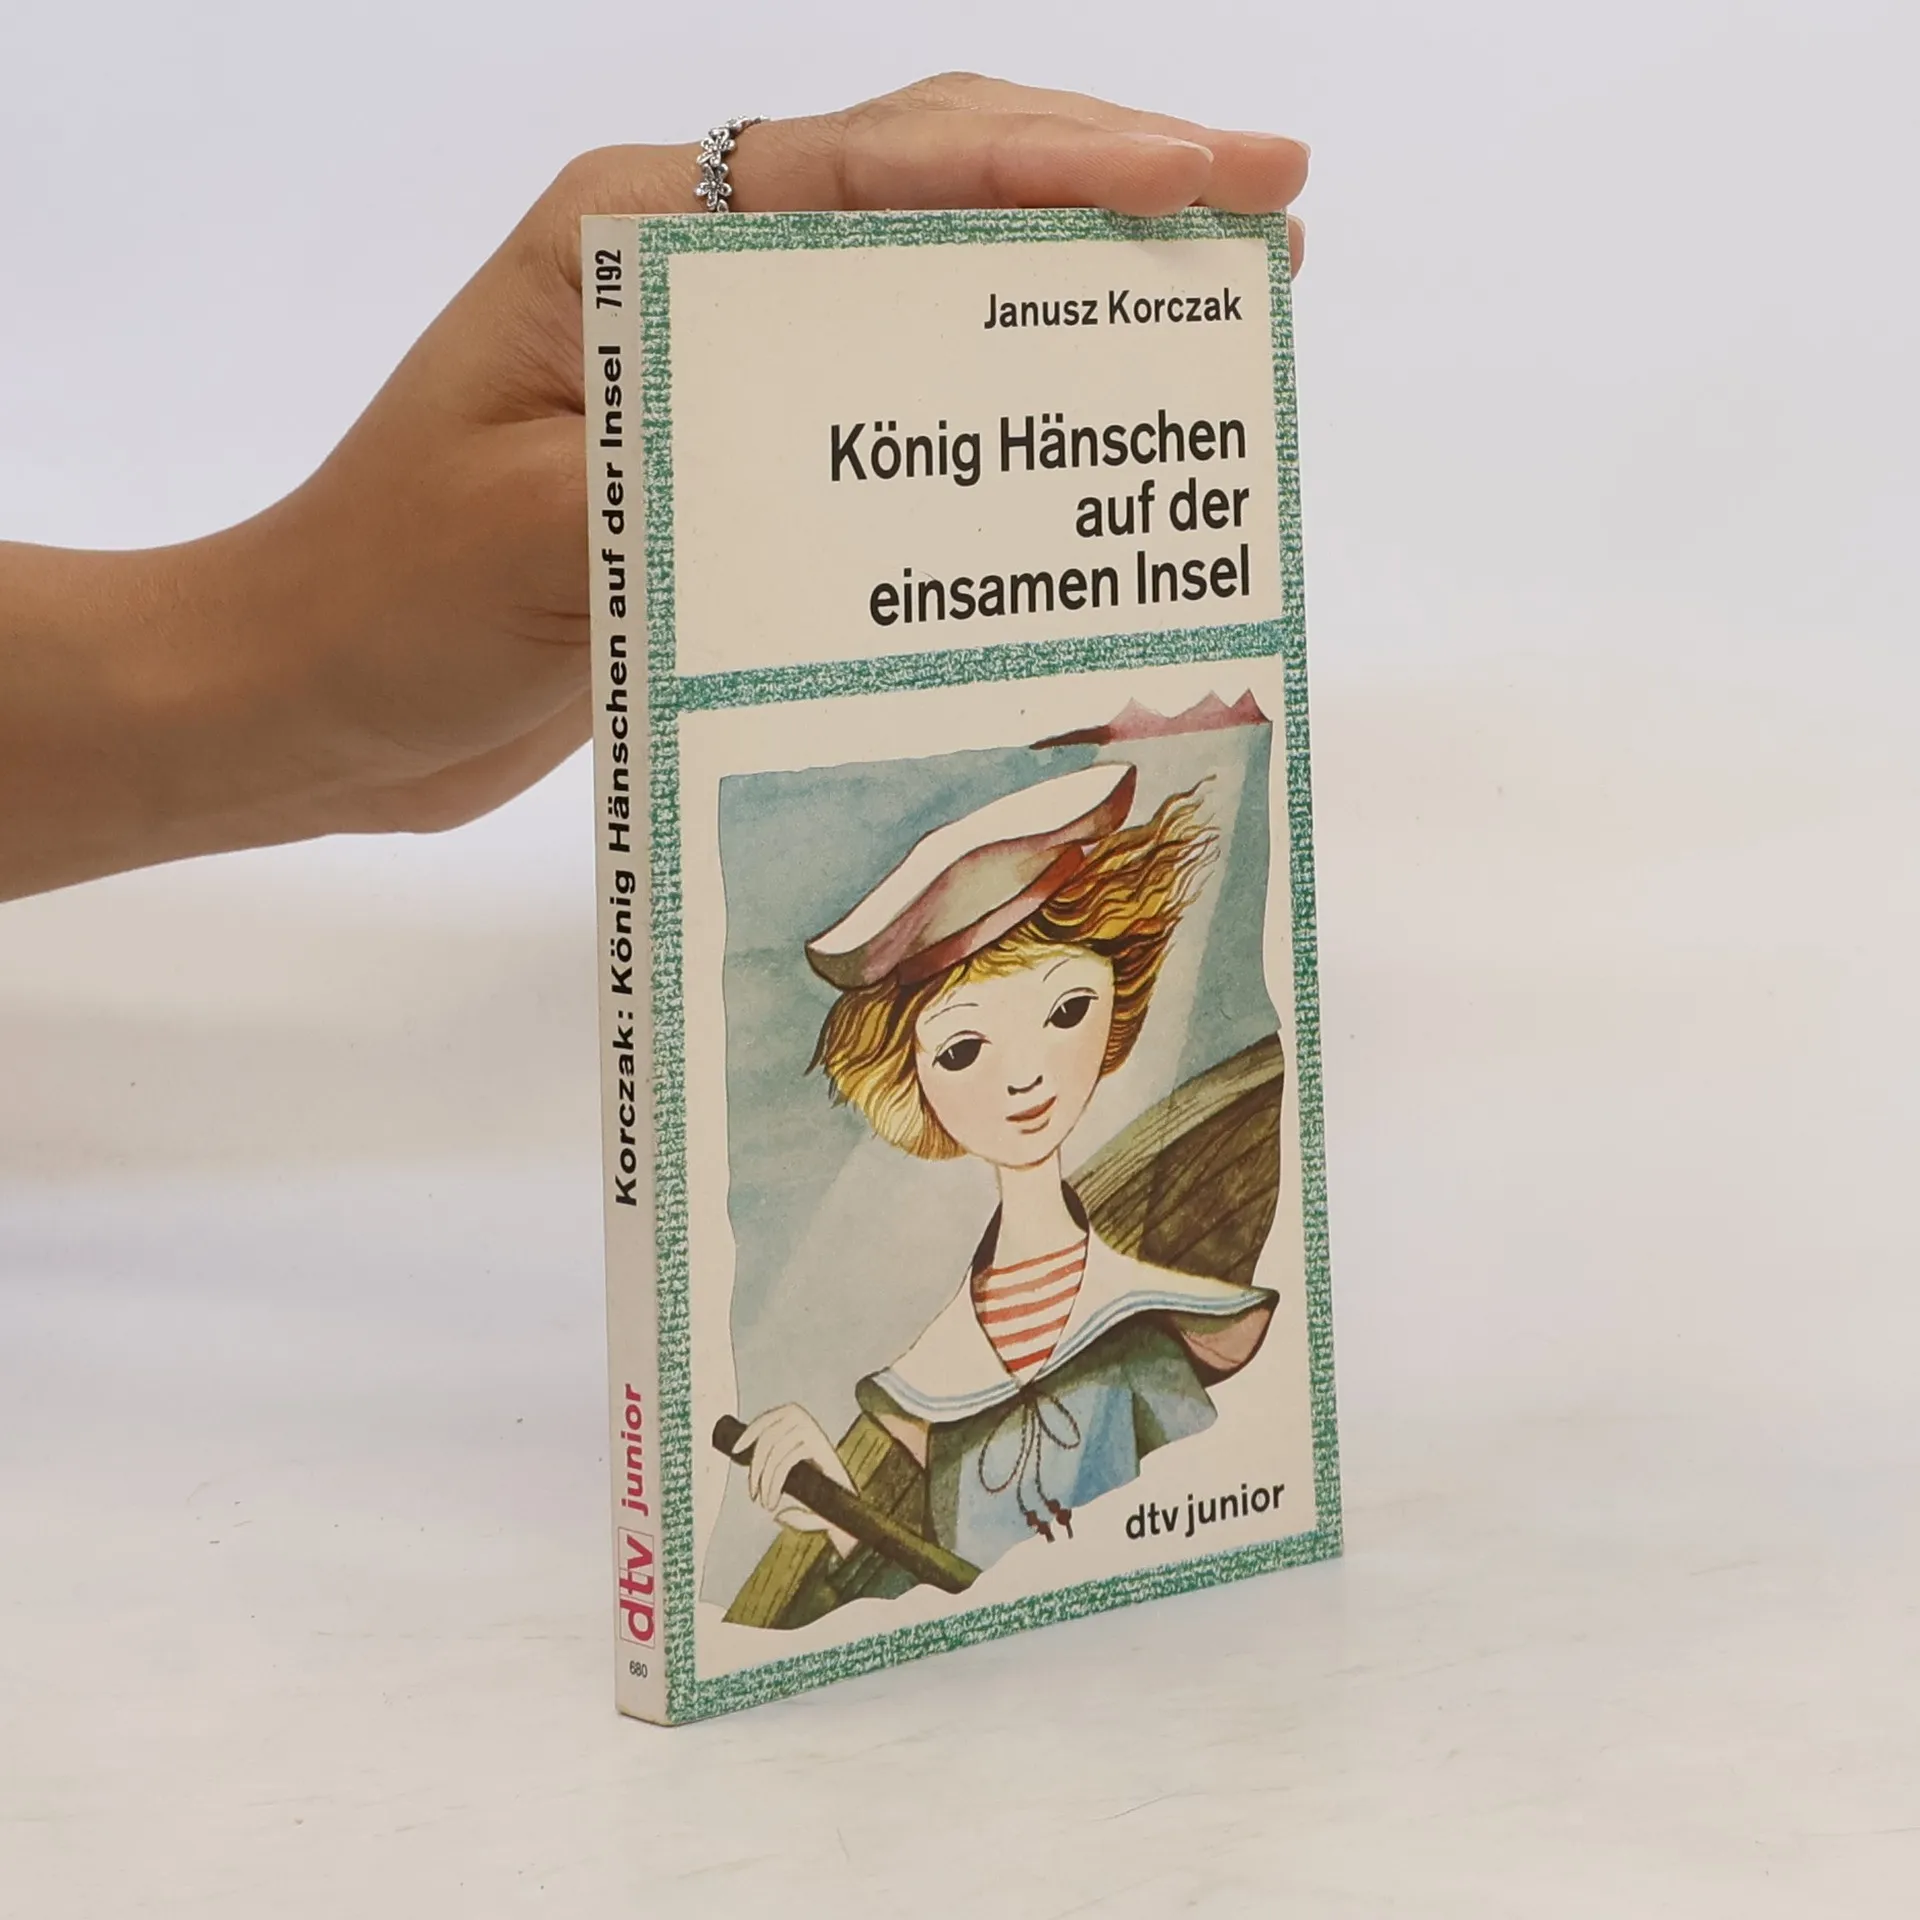 Janusz Korczak
König Hänschen
auf der
einsamen Insel
dtv junior
7192
Korczak: König Hänschen auf der Insel
dtv junior
680